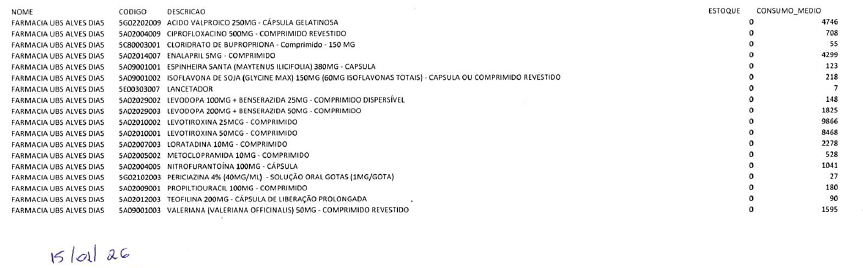 NOME CODIGO DESCRICAO ESTOQUE CONSUMO_MEDIO
FARMACIA UBS ALVES DIAS 5G02202009 ACIDO VALPROICO 250MG - CÁPSULA GELATINOSA 0 4746
FARMACIA UBS ALVES DIAS 5A02004009 CIPROFLOXACINO 500MG - COMPRIMIDO REVESTIDO 0 708
FARMACIA UBS ALVES DIAS 5C80003001 CLORIDRATO DE BUPROPRIONA - Comprimido - 150 MG 0 55
FARMACIA UBS ALVES DIAS 5A02014007 ENALAPRIL 5MG - COMPRIMIDO 0 4299
FARMACIA UBS ALVES DIAS 5A09001001 ESPINHEIRA SANTA (MAYTENUS ILICIFOLIA) 380MG - CAPSULA 0 123
FARMACIA UBS ALVES DIAS 5A09001002 ISOFLAVONA DE SOJA (GLYCINE MAX) 150MG (60MG ISOFLAVONAS TOTAIS) - CAPSULA OU COMPRIMIDO REVESTIDO 0 218
FARMACIA UBS ALVES DIAS 5E00303007 LANCETADOR 0 7
FARMACIA UBS ALVES DIAS 5A02029002 LEVODOPA 100MG + BENSERAZIDA 25MG - COMPRIMIDO DISPERSÍVEL 0 148
FARMACIA UBS ALVES DIAS 5A02029003 LEVODOPA 200MG + BENSERAZIDA 50MG - COMPRIMIDO 0 1825
FARMACIA UBS ALVES DIAS 5A02010002 LEVOTIROXINA 25MCG - COMPRIMIDO 0 9866
FARMACIA UBS ALVES DIAS 5A02010001 LEVOTIROXINA 50MCG - COMPRIMIDO 0 8468
FARMACIA UBS ALVES DIAS 5A02007003 LORATADINA 10MG - COMPRIMIDO 0 2278
FARMACIA UBS ALVES DIAS 5A02005002 METOCLOPRAMIDA 10MG - COMPRIMIDO 0 528
FARMACIA UBS ALVES DIAS 5A02004005 NITROFURANTOÍNA 100MG - CÁPSULA 0 1041
FARMACIA UBS ALVES DIAS 5G02102003 PERICIAZINA 4% (40MG/ML) - SOLUÇÃO ORAL GOTAS (1MG/GOTA) 0 27
FARMACIA UBS ALVES DIAS 5A02009001 PROPILTIOURACIL 100MG - COMPRIMIDO 0 180
FARMACIA UBS ALVES DIAS 5A02012003 TEOFILINA 200MG - CÁPSULA DE LIBERAÇÃO PROLONGADA 0 90
FARMACIA UBS ALVES DIAS 5A09001003 VALERIANA (VALERIANA OFFICINALIS) 50MG - COMPRIMIDO REVESTIDO 0 1595
15/01/26